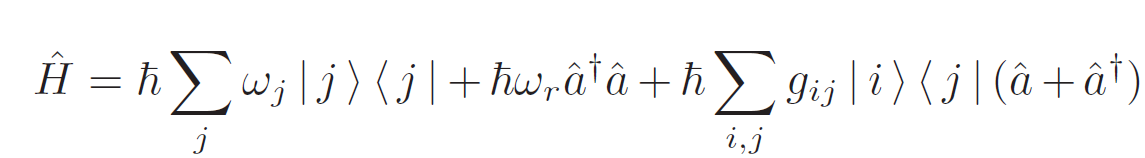 Ĥ = ħ ∑_j ω_j | j ⟩⟨ j | + ħω_r â†â + ħ ∑_{i,j} g_{ij} | i ⟩⟨ j | (â + â†)